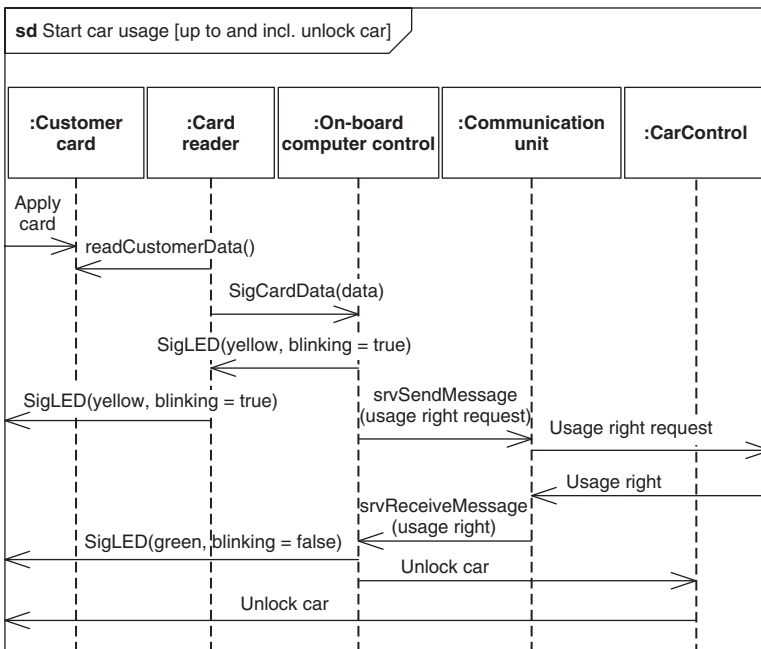 sd Start car usage [up to and incl. unlock car]
:Customer
card
:Card
reader
:On-board
computer control
:Communication
unit
:CarControl
Apply
card
readCustomerData()
SigCardData(data)
SigLED(yellow, blinking = true)
SigLED(yellow, blinking = true)
srvSendMessage
(usage right request)
Usage right request
Usage right
srvReceiveMessage
(usage right)
SigLED(green, blinking = false)
Unlock car
Unlock car